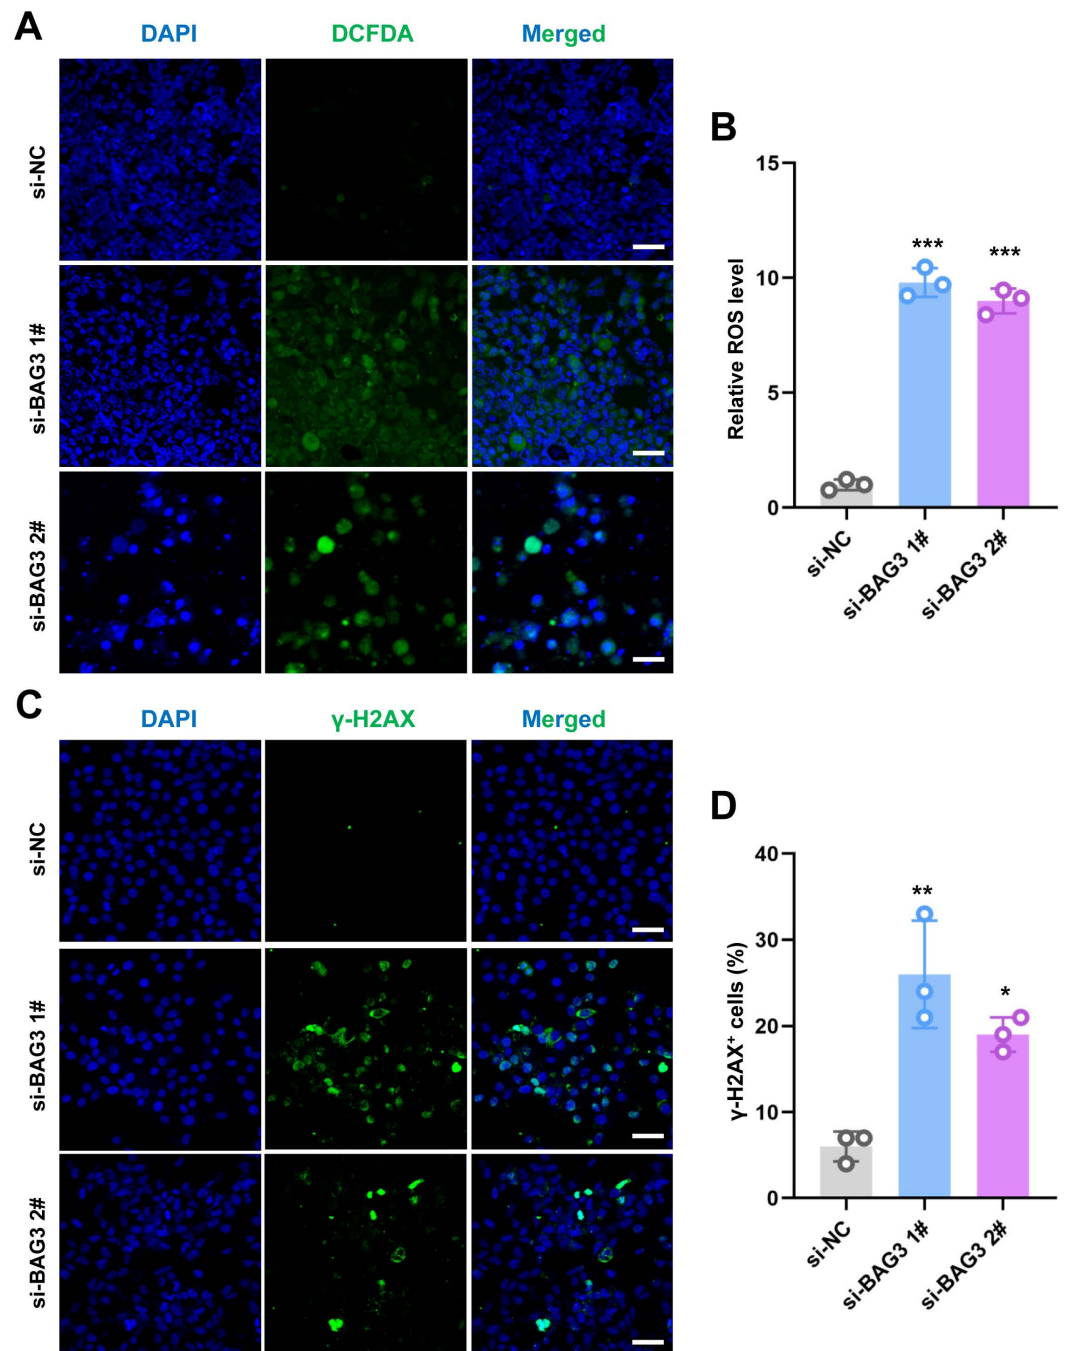 A
DAPI
DCFDA
Merged
si-NC
si-BAG3 1#
si-BAG3 2#
B
Relative ROS level
15
10
5
0
***
***
si-NC
si-BAG3 1#
si-BAG3 2#
C
DAPI
γ-H2AX
Merged
si-NC
si-BAG3 1#
si-BAG3 2#
D
γ-H2AX⁺ cells (%)
40
30
20
10
0
**
*
si-NC
si-BAG3 1#
si-BAG3 2#